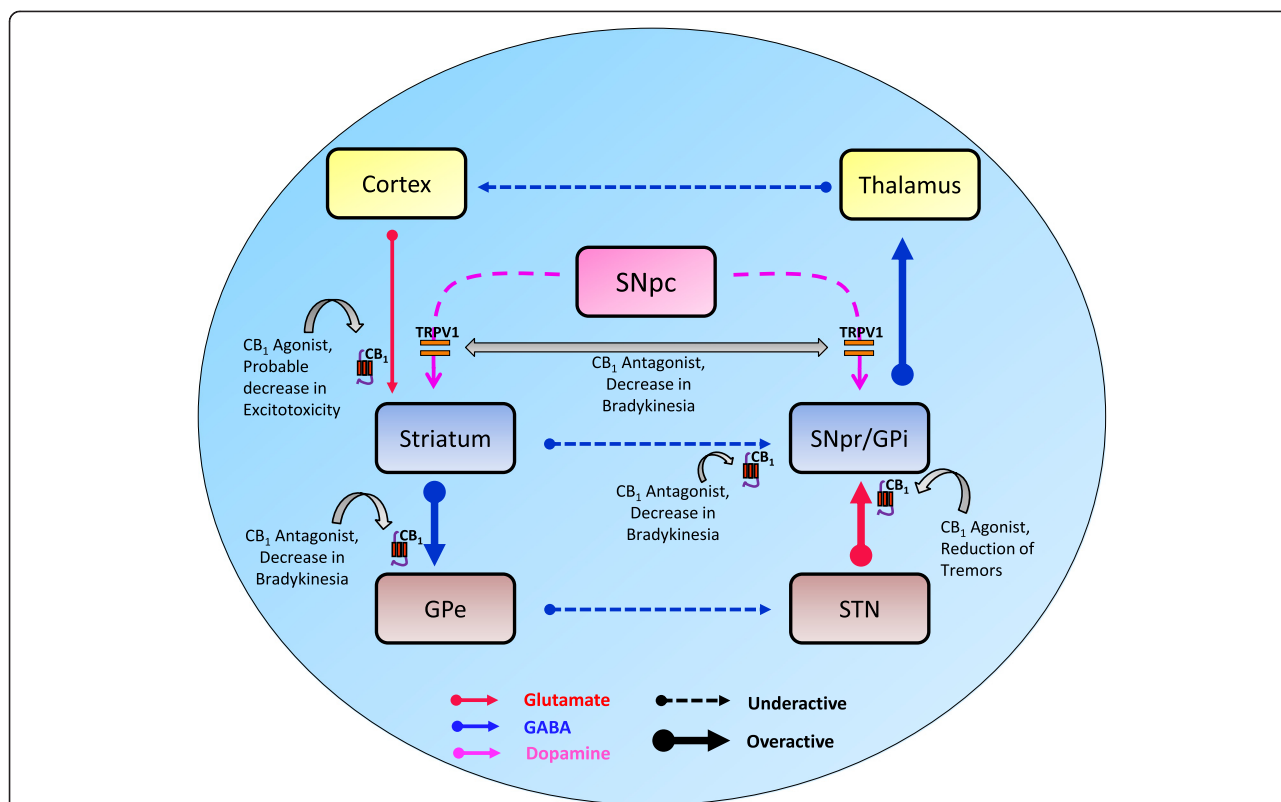 Cortex
Thalamus
SNpc
TRPV1
TRPV1
CB1 Agonist,
Probable
decrease in
Excitotoxicity
CB1
CB1 Antagonist,
Decrease in
Bradykinesia
Striatum
SNpr/GPi
CB1
CB1 Antagonist,
Decrease in
Bradykinesia
CB1
CB1 Agonist,
Reduction of
Tremors
CB1 Antagonist,
Decrease in
Bradykinesia
CB1
GPe
STN
Glutamate
GABA
Dopamine
Underactive
Overactive